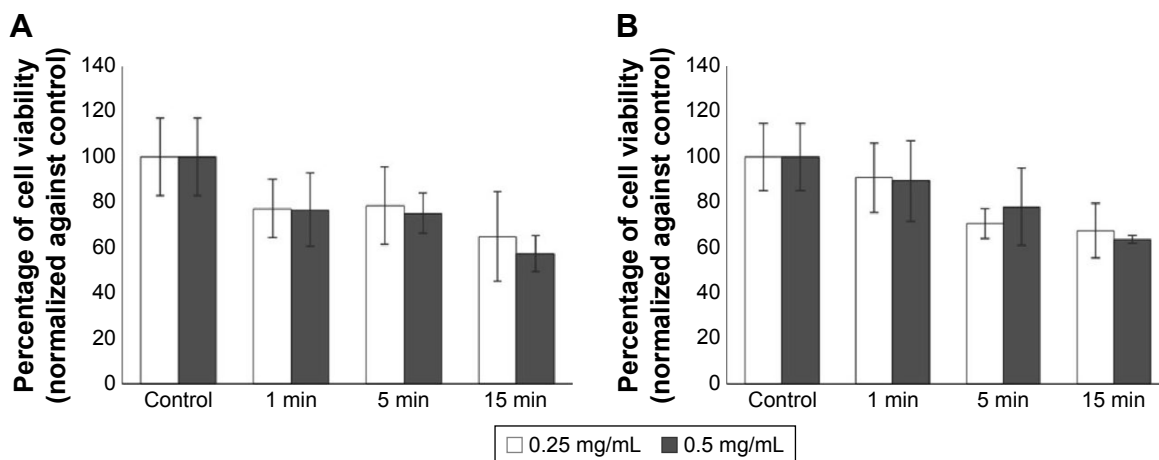 A
Percentage of cell viability
(normalized against control)
140
120
100
80
60
40
20
0
Control
1 min
5 min
15 min
B
Percentage of cell viability
(normalized against control)
140
120
100
80
60
40
20
0
Control
1 min
5 min
15 min
0.25 mg/mL
0.5 mg/mL